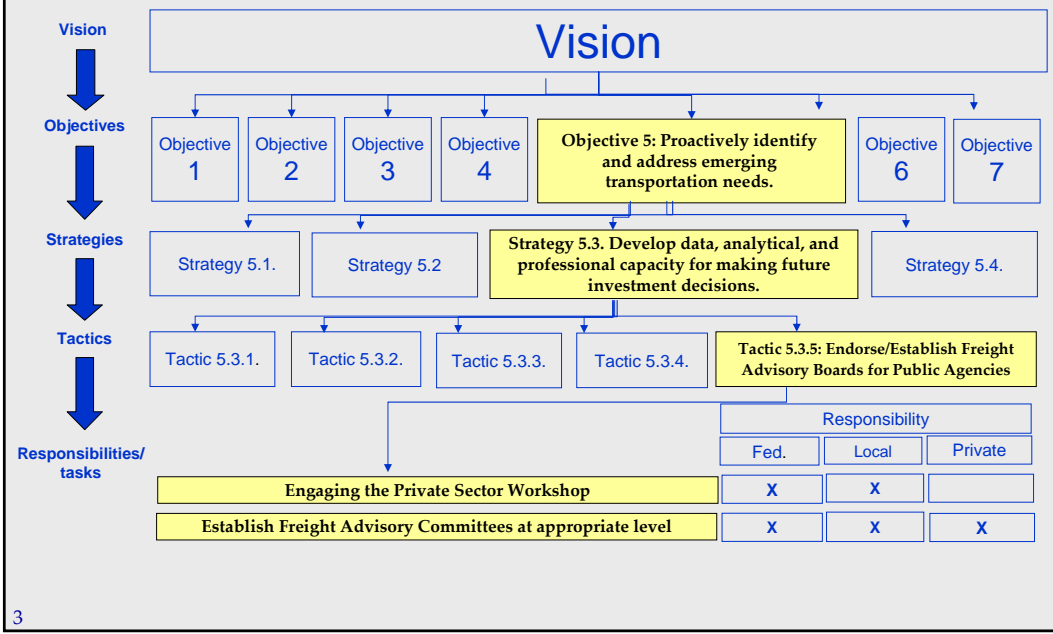 Vision
Vision
Objectives
Objective
1
Objective
2
Objective
3
Objective
4
Objective 5: Proactively identify
and address emerging
transportation needs.
Objective
6
Objective
7
Strategies
Strategy 5.1.
Strategy 5.2
Strategy 5.3. Develop data, analytical, and
professional capacity for making future
investment decisions.
Strategy 5.4.
Tactics
Tactic 5.3.1.
Tactic 5.3.2.
Tactic 5.3.3.
Tactic 5.3.4.
Tactic 5.3.5: Endorse/Establish Freight
Advisory Boards for Public Agencies
Responsibilities/
tasks
Responsibility
Fed.
Local
Private
Engaging the Private Sector Workshop
X
X
Establish Freight Advisory Committees at appropriate level
X
X
X
3